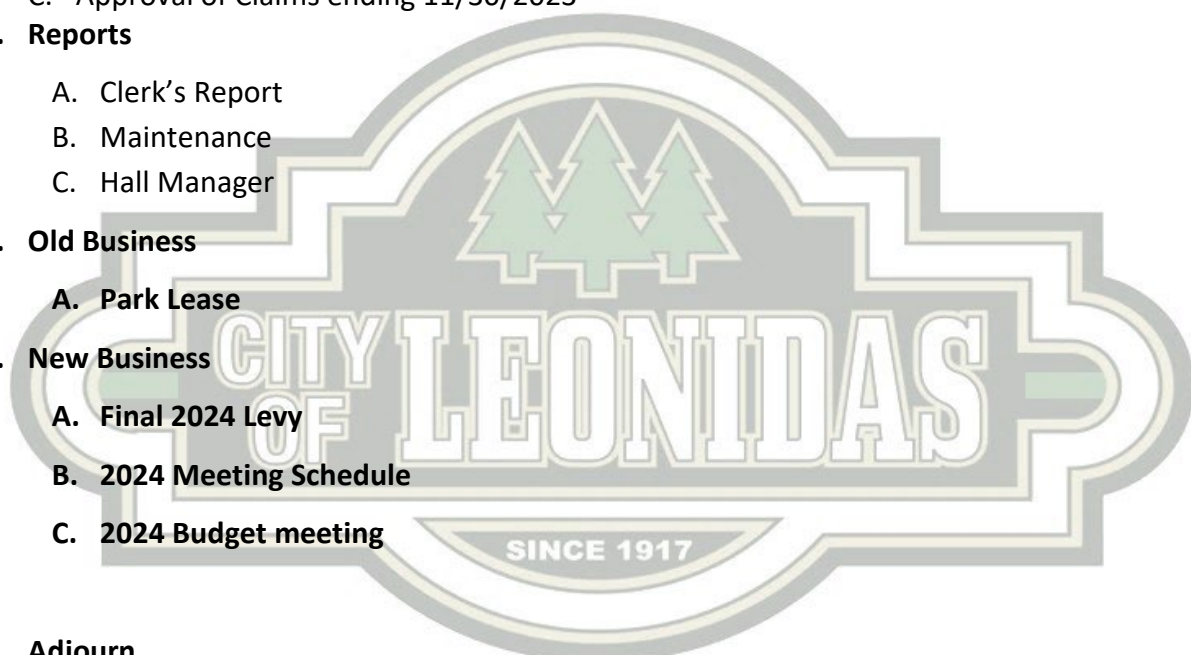 C. Approval of Claims ending 11/30/2023
. Reports
A. Clerk's Report
B. Maintenance
C. Hall Manager
. Old Business
A. Park Lease
. New Business
A. Final 2024 Levy
B. 2024 Meeting Schedule
C. 2024 Budget meeting
Adjourn
CITY OF LEONIDAS
SINCE 1917